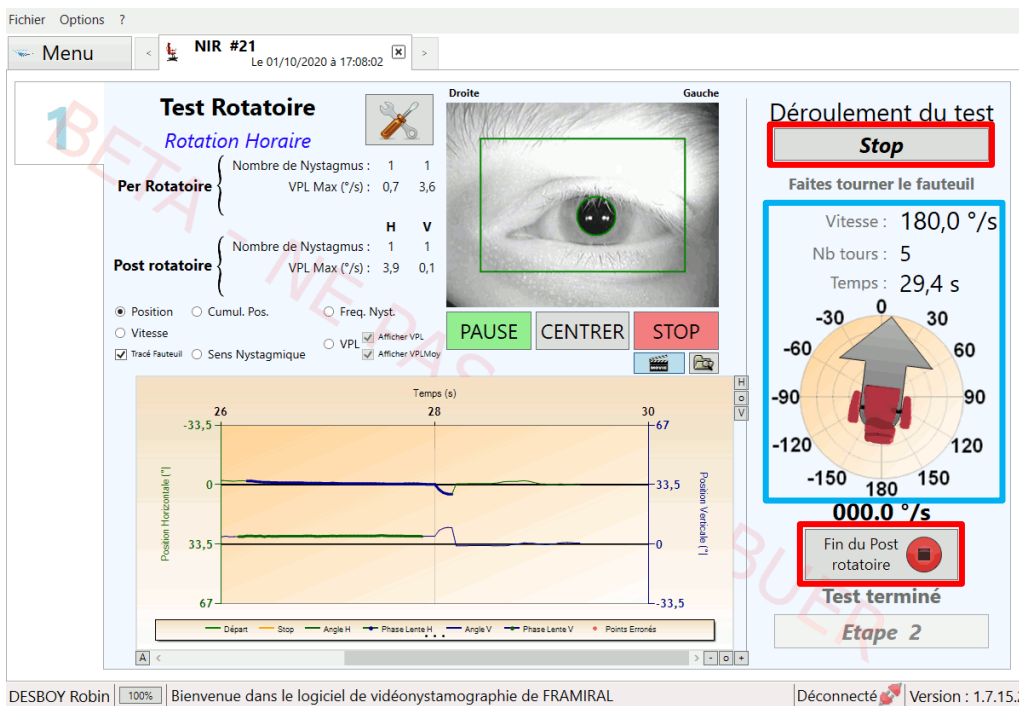 Fichier Options ?
Menu
<
NIR #21
Le 01/10/2020 à 17:08:02
x
>
1
Test Rotatoire
Rotation Horaire
Nombre de Nystagmus : 1 1
Per Rotatoire
VPL Max (°/s) : 0,7 3,6
H V
Nombre de Nystagmus : 1 1
Post rotatoire
VPL Max (°/s) : 3,9 0,1
Position Cumul. Pos. Freq. Nyst.
Vitesse
VPL Afficher VPL
Tracé Fauteuil Sens Nystagmique Afficher VPLMoy
Droite Gauche
PAUSE CENTRER STOP
MOVIE
H
O
V
Temps (s)
26 28 30
-33,5 67
0 33,5
33,5 0
67 -33,5
Position Horizontale [°]
Position Verticale [°]
Départ Stop Angle H Phase Lente H Angle V Phase Lente V Points Erronés
A < > - o +
Déroulement du test
Stop
Faites tourner le fauteuil
Vitesse : 180,0 °/s
Nb tours : 5
Temps : 29,4 s
0
-30 30
-60 60
-90 90
-120 120
-150 150
180
000.0 °/s
Fin du Post
rotatoire
Test terminé
Etape 2
BETA - NE PAS
BUER
DESBOY Robin 100% Bienvenue dans le logiciel de vidéonystamographie de FRAMIRAL Déconnecté Version : 1.7.15.2